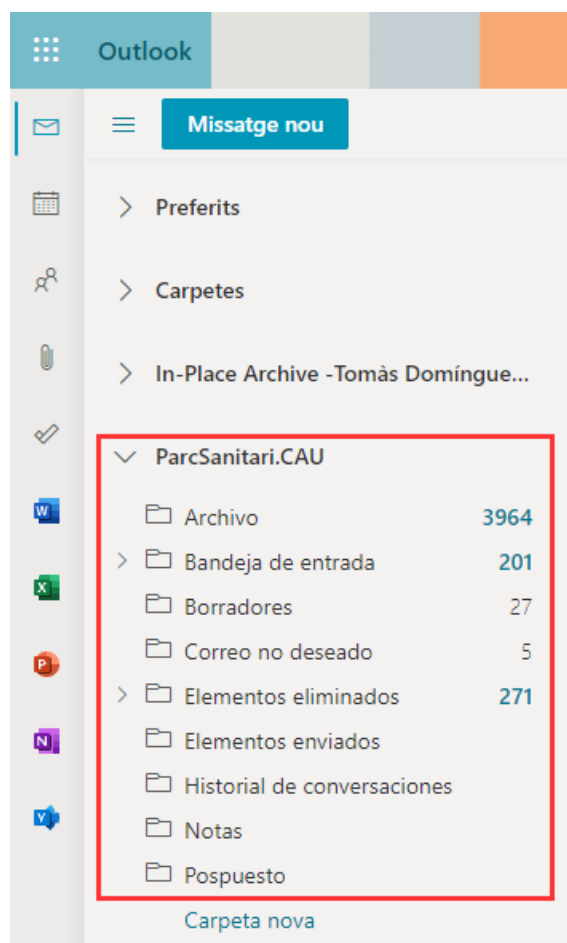 Outlook
Missatge nou
Preferits
Carpetes
In-Place Archive -Tomàs Domíngue...
ParcSanitari.CAU
Archivo 3964
Bandeja de entrada 201
Borradores 27
Correo no deseado 5
Elementos eliminados 271
Elementos enviados
Historial de conversaciones
Notas
Pospuesto
Carpeta nova